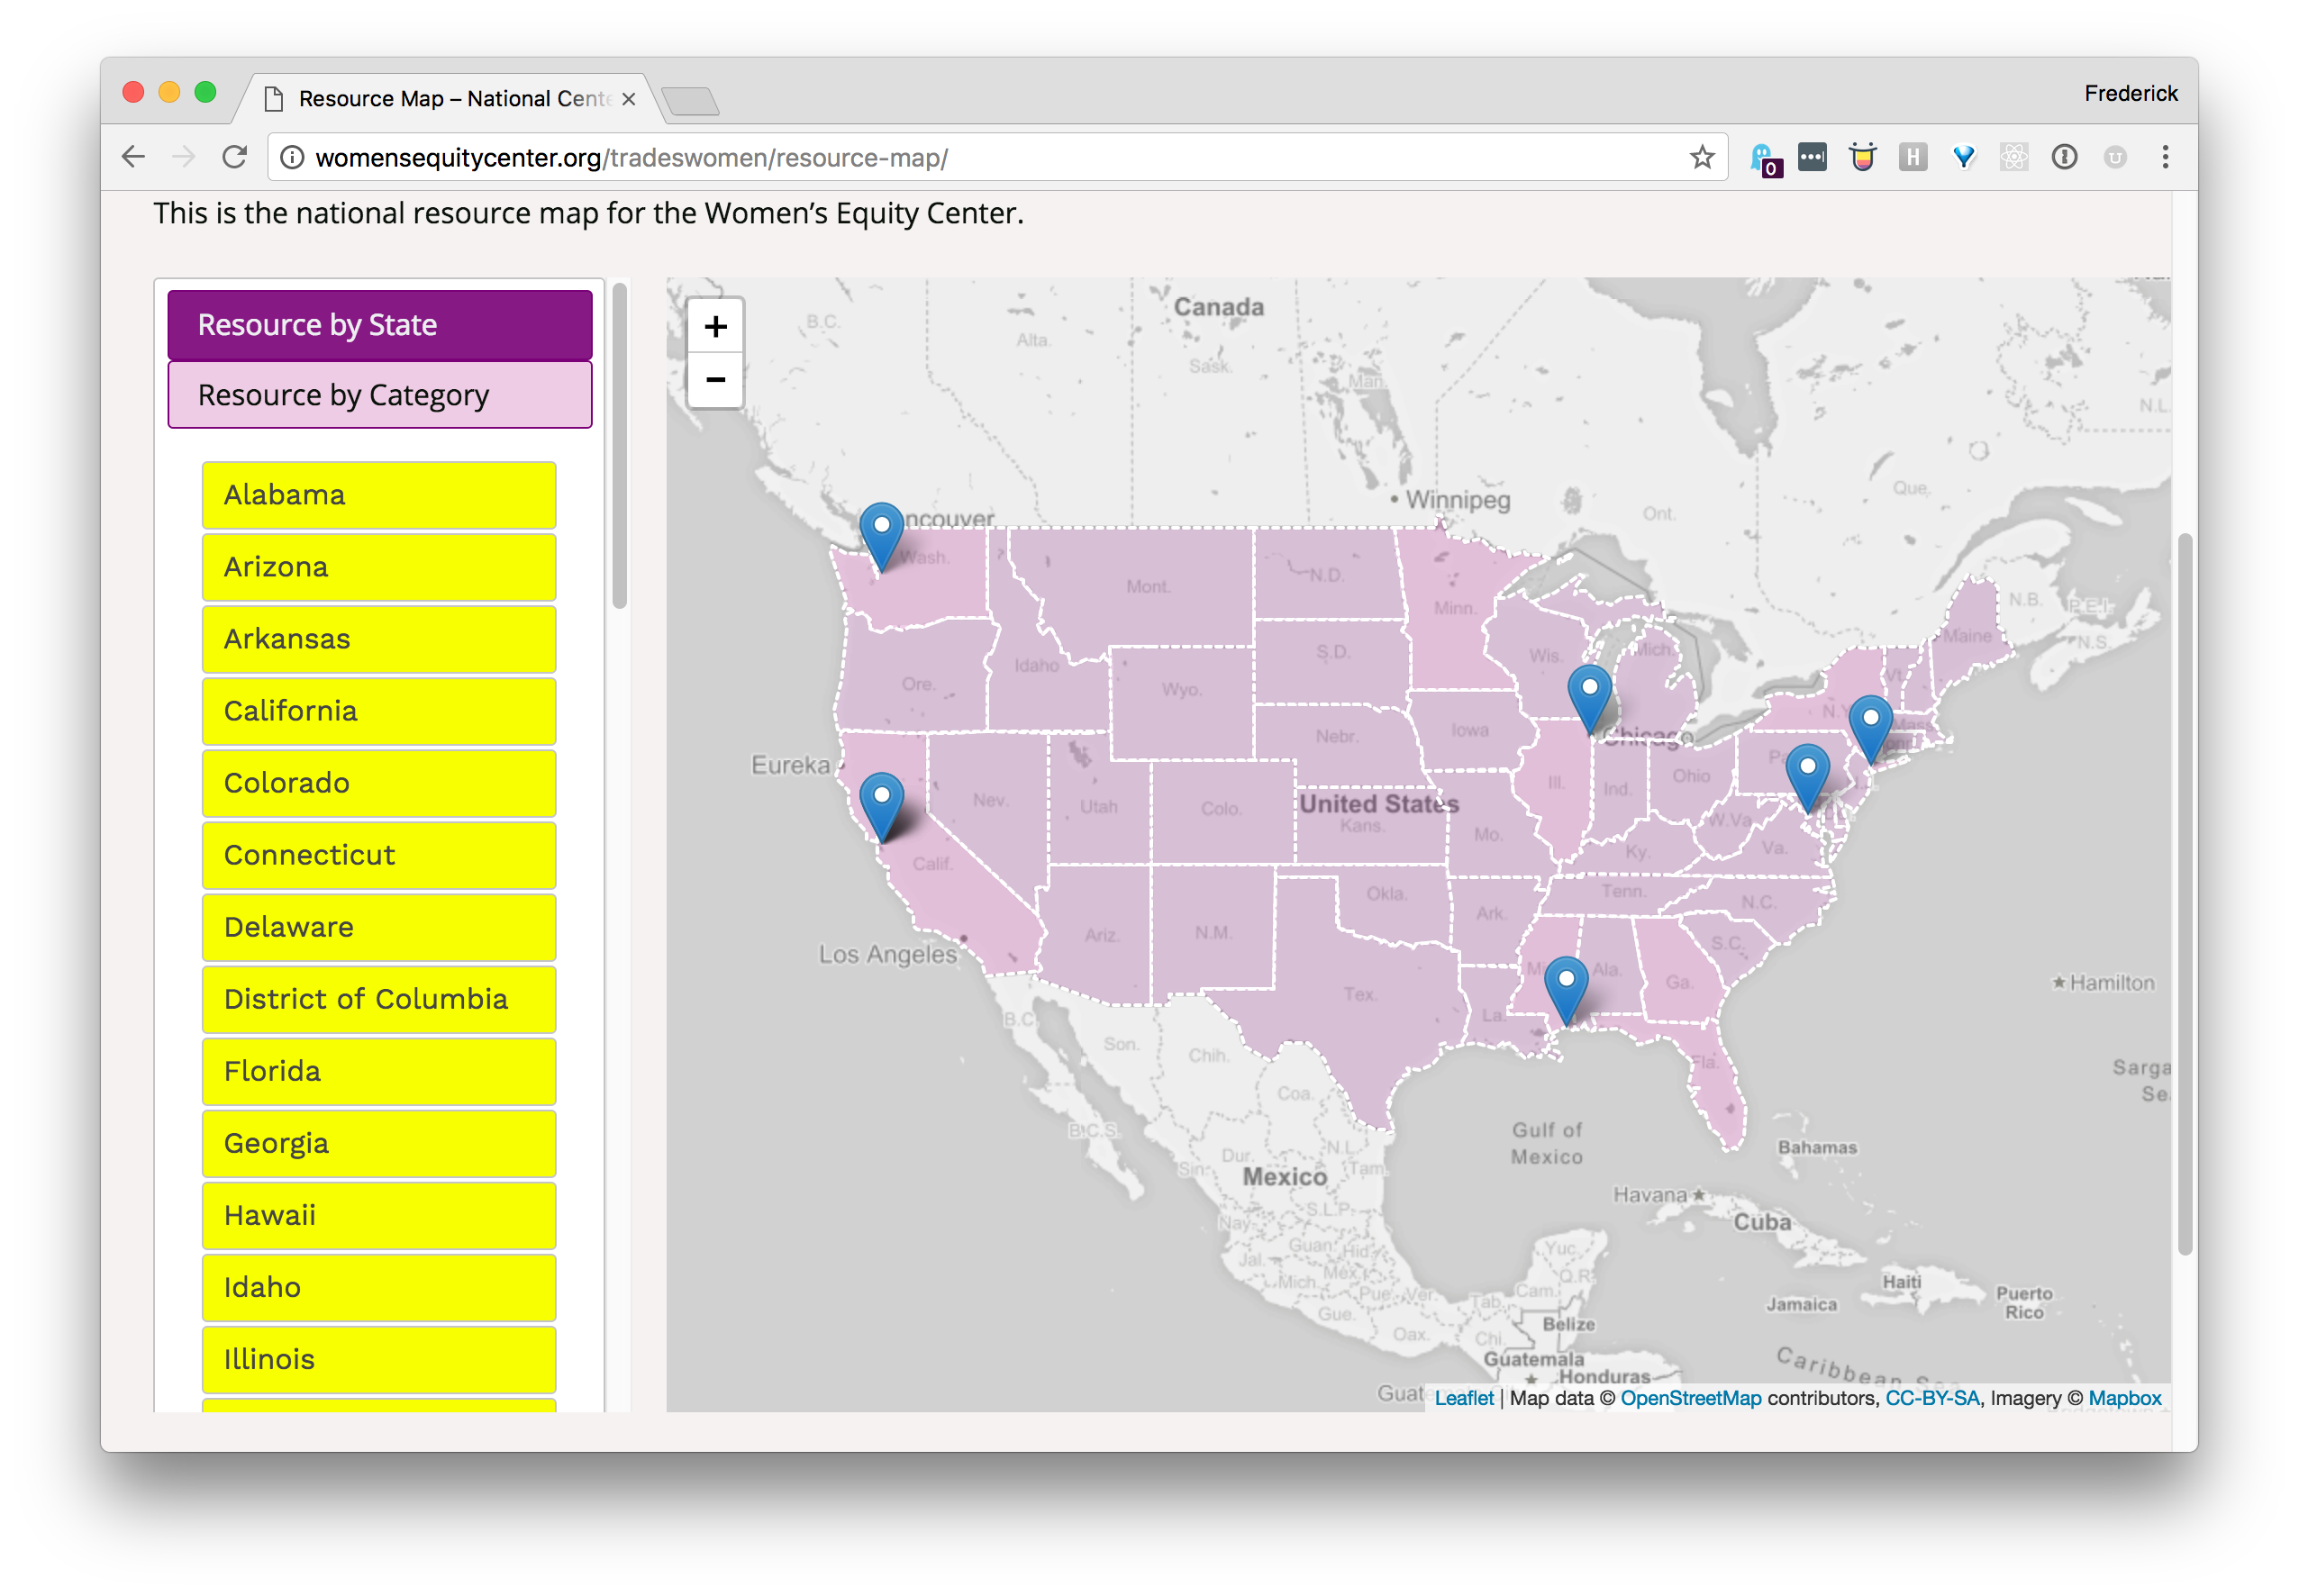 Resource Map – National Cente
Frederick
womensequitycenter.org/tradeswomen/resource-map/
0
H
U
This is the national resource map for the Women's Equity Center.
Resource by State
Resource by Category
Alabama
Arizona
Arkansas
California
Colorado
Connecticut
Delaware
District of Columbia
Florida
Georgia
Hawaii
Idaho
Illinois
+
−
Canada
B.C.
Alta.
Sask.
Man.
N.L.
Winnipeg
Que.
Ont.
ncouver
Wash.
Mont.
N.D.
Minn.
N.B.
P.E.I.
Maine
N.S.
Idaho
S.D.
Wis.
Mich.
Vt.
Ore.
Wyo.
N.Y.
Mass.
Iowa
Nebr.
Chicago
Eureka
Pa.
Ohio
Ill.
Ind.
Nev.
Utah
Colo.
United States
Kans.
Mo.
W.Va.
Va.
Ky.
Calif.
Okla.
Tenn.
N.C.
Ark.
Ariz.
N.M.
S.C.
Los Angeles
Mi
Ala.
Ga.
Hamilton
Tex.
La.
B.C.
Son.
Chih.
Fla.
Sarga
Se
Coa.
B.C.S.
Gulf of
Mexico
Bahamas
N.L.
Dur.
Sin.
Tam.
Mexico
Havana
S.L.P.
Nay.
Cuba
Guan.
Hid.
Yuc.
Jal.
Mich.
Méx.
Q.R.
Pue.
Ver.
Cam.
Tab.
Haiti
Puerto
Rico
Jamaica
Gue.
Oax.
Chi.
Belize
Guatemala
Honduras
Caribbean Se
Guat
Leaflet | Map data © OpenStreetMap contributors, CC-BY-SA, Imagery © Mapbox